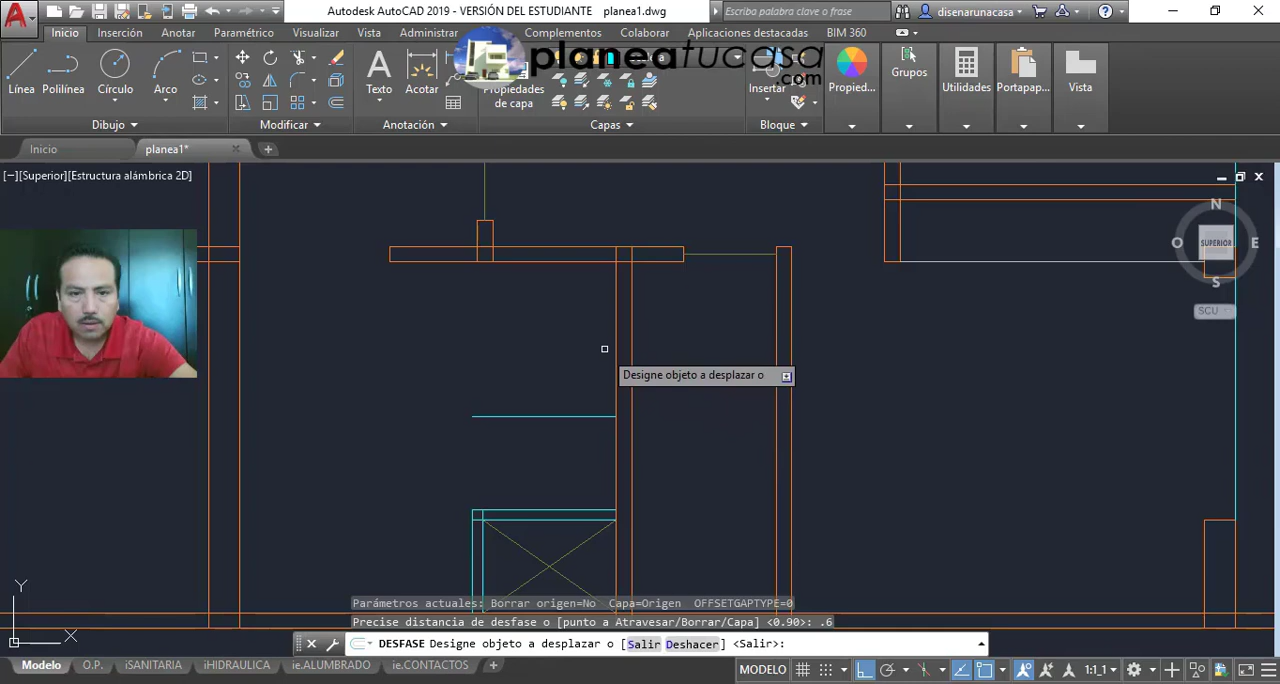 Autodesk AutoCAD 2019 - VERSIÓN DEL ESTUDIANTE planea1.dwg
Escriba palabra clave o frase
disenarunacasa
Inicio Inserción Anotar Paramétrico Visualizar Vista Administrar Complementos Colaborar Aplicaciones destacadas BIM 360
planeatucasa
.com
Línea Polilínea Círculo Arco Texto Acotar Propiedades de capa Insertar Propied... Grupos Utilidades Portapap... Vista
Dibujo Modificar Anotación Capas Bloque
Inicio planea1*
[−][Superior][Estructura alámbrica 2D]
N
O SUPERIOR E
S
SCU
Designe objeto a desplazar o
Y
X
Parámetros actuales: Borrar origen=No Capa=Origen OFFSETGAPTYPE=0
Precise distancia de desfase o [punto a Atravesar/Borrar/Capa] <0.90>: .6
DESFASE Designe objeto a desplazar o [Salir Deshacer] <Salir>:
Modelo O.P. iSANITARIA iHIDRAULICA ie.ALUMBRADO ie.CONTACTOS + MODELO 1:1_1